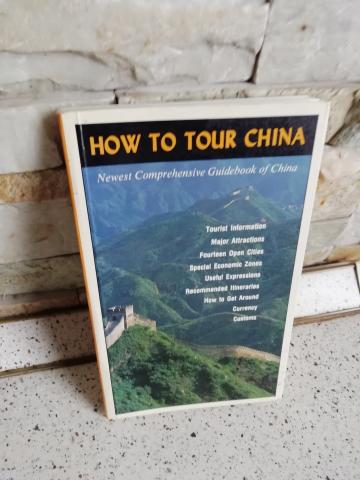 HOW TO TOUR CHINA
Newest Comprehensive Guidebook of China
Tourist Information
Major Attractions
Fourteen Open Cities
Special Economic Zones
Useful Expressions
Recommended Itineraries
How to Get Around
Currency
Customs